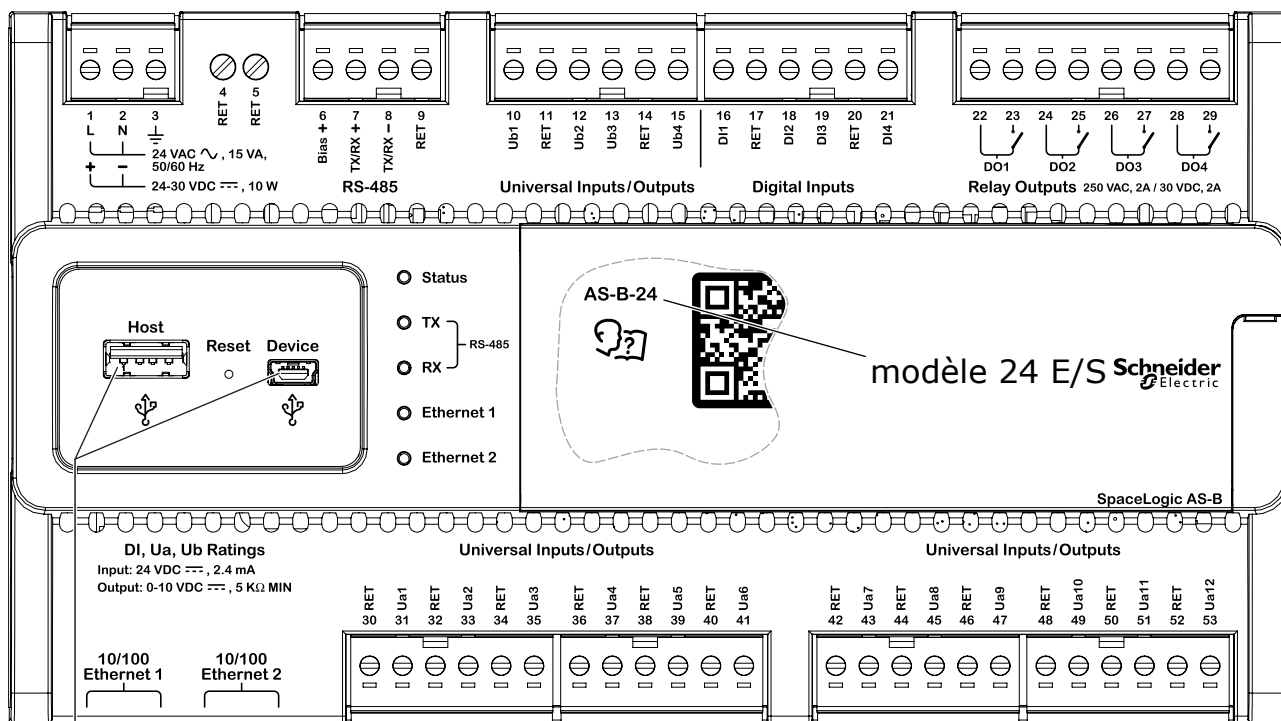 1 2 3 4 5 6 7 8 9 10 11 12 13 14 15 16 17 18 19 20 21 22 23 24 25 26 27 28 29
L N RET RET Bias + TX/RX + TX/RX − RET Ub1 RET Ub2 Ub3 RET Ub4 DI1 RET DI2 DI3 RET DI4
24 VAC ∿, 15 VA,
50/60 Hz
+ −
24-30 VDC ⎓, 10 W
DO1 DO2 DO3 DO4
RS-485
Universal Inputs/Outputs
Digital Inputs
Relay Outputs 250 VAC, 2A / 30 VDC, 2A
Host
Reset
Device
Status
TX
RX
RS-485
Ethernet 1
Ethernet 2
AS-B-24
?
modèle 24 E/S
Schneider
Electric
SpaceLogic AS-B
DI, Ua, Ub Ratings
Input: 24 VDC ⎓, 2.4 mA
Output: 0-10 VDC ⎓, 5 KΩ MIN
Universal Inputs/Outputs
Universal Inputs/Outputs
RET Ua1 RET Ua2 RET Ua3 RET Ua4 RET Ua5 RET Ua6 RET Ua7 RET Ua8 RET Ua9 RET Ua10 RET Ua11 RET Ua12
30 31 32 33 34 35 36 37 38 39 40 41 42 43 44 45 46 47 48 49 50 51 52 53
10/100
Ethernet 1
10/100
Ethernet 2